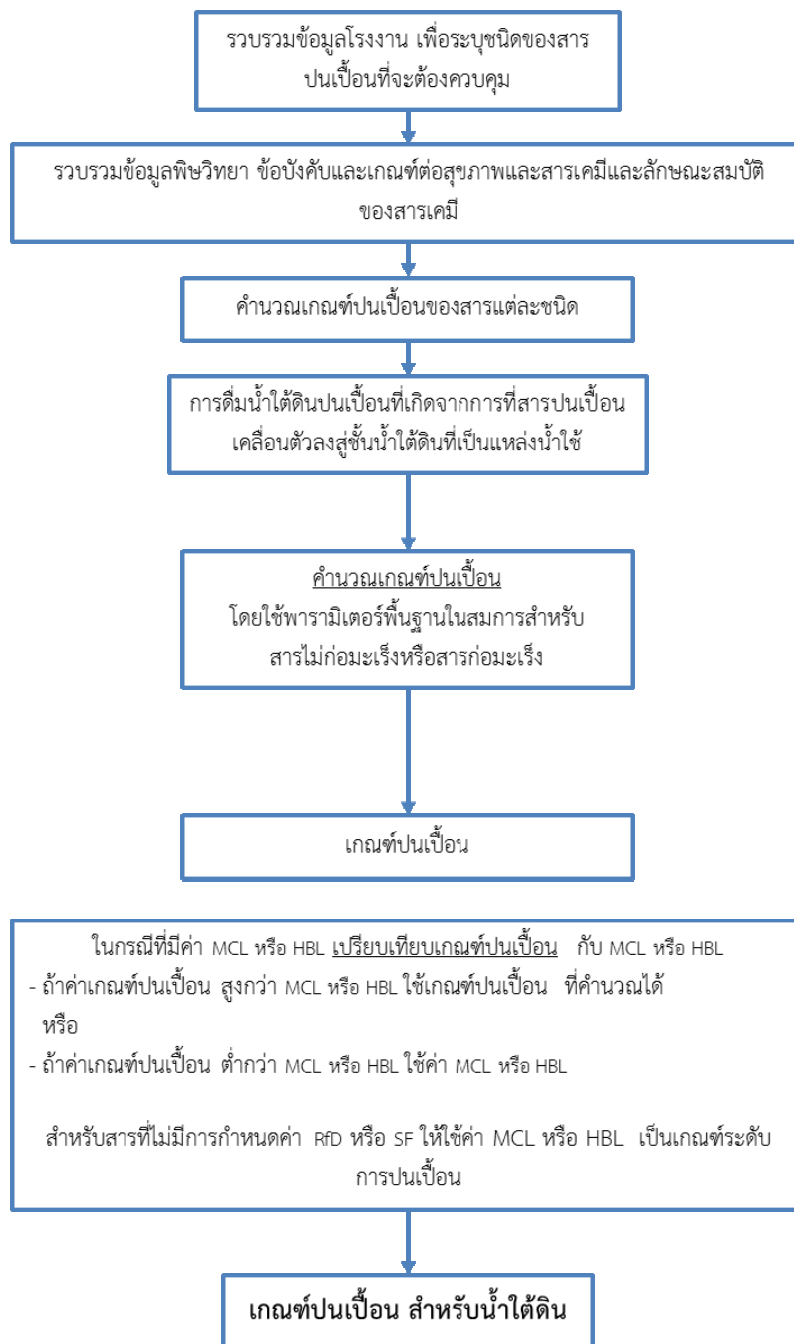 รวบรวมข้อมูลโรงงาน เพื่อระบุชนิดของสาร
ปนเปื้อนที่จะต้องควบคุม
รวบรวมข้อมูลพิษวิทยา ข้อบังคับและเกณฑ์ต่อสุขภาพและสารเคมีและลักษณะสมบัติ
ของสารเคมี
คำนวณเกณฑ์ปนเปื้อนของสารแต่ละชนิด
การดื่มน้ำใต้ดินปนเปื้อนที่เกิดจากการที่สารปนเปื้อน
เคลื่อนตัวลงสู่ชั้นน้ำใต้ดินที่เป็นแหล่งน้ำใช้
คำนวณเกณฑ์ปนเปื้อน
โดยใช้พารามิเตอร์พื้นฐานในสมการสำหรับ
สารไม่ก่อมะเร็งหรือสารก่อมะเร็ง
เกณฑ์ปนเปื้อน
ในกรณีที่มีค่า MCL หรือ HBL เปรียบเทียบเกณฑ์ปนเปื้อน กับ MCL หรือ HBL
- ถ้าค่าเกณฑ์ปนเปื้อน สูงกว่า MCL หรือ HBL ใช้เกณฑ์ปนเปื้อน ที่คำนวณได้
หรือ
- ถ้าค่าเกณฑ์ปนเปื้อน ต่ำกว่า MCL หรือ HBL ใช้ค่า MCL หรือ HBL
สำหรับสารที่ไม่มีการกำหนดค่า RfD หรือ SF ให้ใช้ค่า MCL หรือ HBL เป็นเกณฑ์ระดับ
การปนเปื้อน
เกณฑ์ปนเปื้อน สำหรับน้ำใต้ดิน